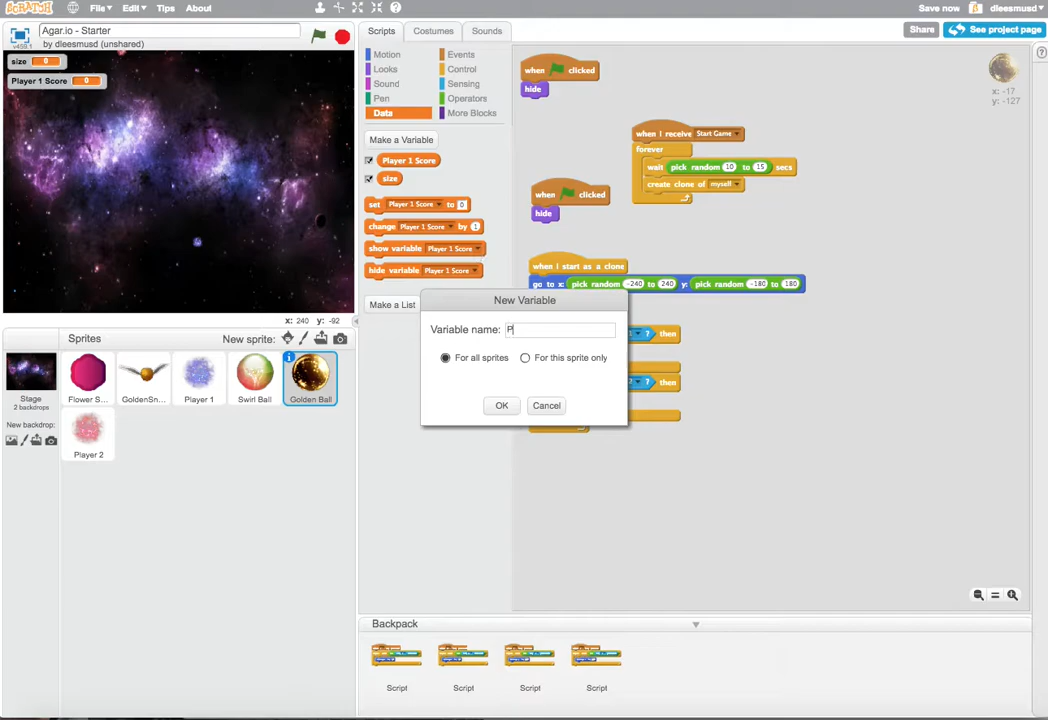 SCRATCH File Edit Tips About Save now dleesmusd
Agar.io - Starter
by dleesmusd (unshared)
v459.1
Scripts Costumes Sounds
Share See project page
size 0
Player 1 Score 0
Motion Events
Looks Control
Sound Sensing
Pen Operators
Data More Blocks
Make a Variable
Player 1 Score
size
set Player 1 Score to 0
change Player 1 Score by 1
show variable Player 1 Score
hide variable Player 1 Score
Make a List
when clicked
hide
when I receive Start Game
forever
wait pick random 10 to 15 secs
create clone of myself
when clicked
hide
when I start as a clone
go to x: pick random -240 to 240 y: pick random -180 to 180
? then
? then
x: -17
y: -127
New Variable
Variable name: P
For all sprites For this sprite only
OK Cancel
x: 240 y: -92
Sprites New sprite:
Stage
2 backdrops
New backdrop:
Flower S...
GoldenSn...
Player 1
Swirl Ball
Golden Ball
Player 2
Backpack
Script
Script
Script
Script